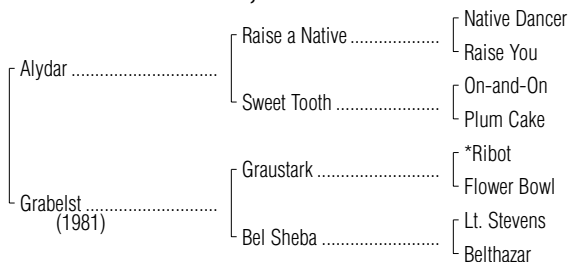 Native Dancer
Raise a Native ....................
Raise You
Alydar ...............................
On-and-On
Sweet Tooth ......................
Plum Cake
*Ribot
Graustark ..........................
Flower Bowl
Grabelst ............................
(1981)
Lt. Stevens
Bel Sheba ..........................
Belthazar